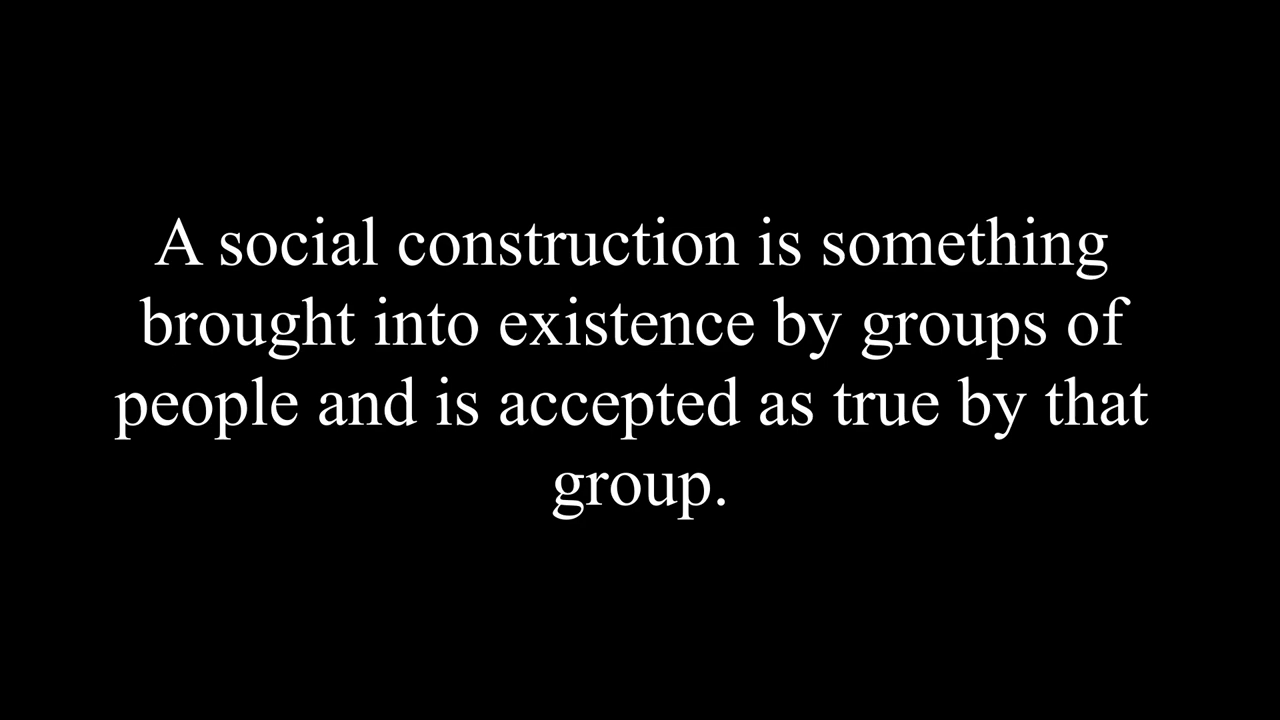 A social construction is something
brought into existence by groups of
people and is accepted as true by that
group.